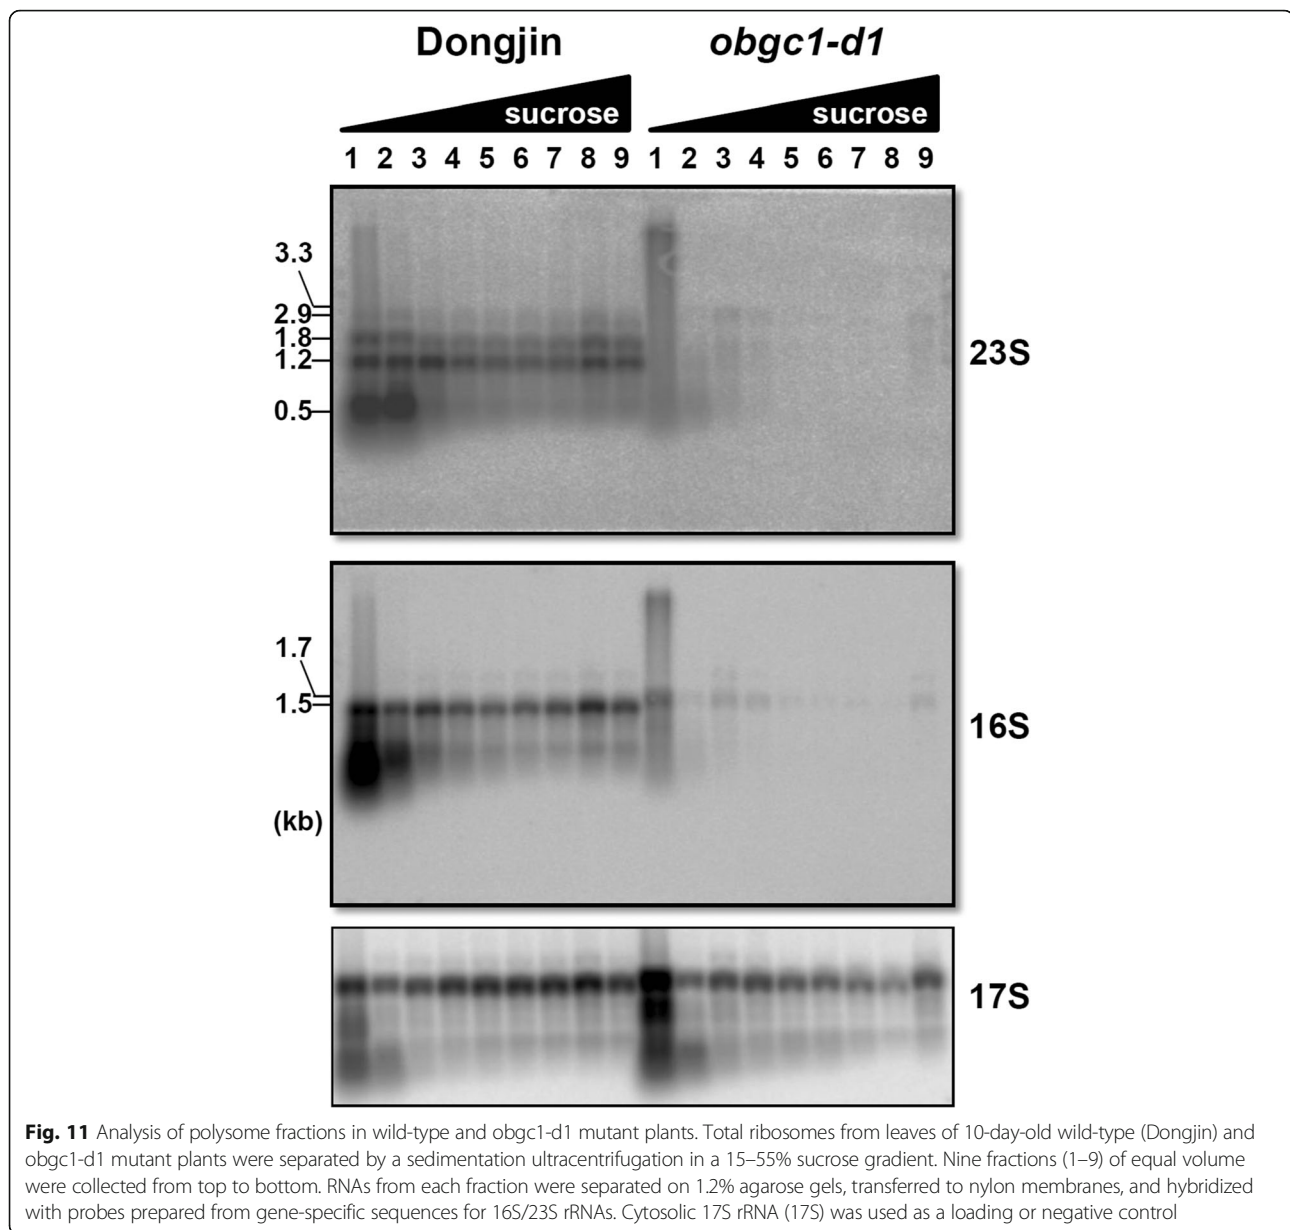 Dongjin obgc1-d1
sucrose sucrose
1 2 3 4 5 6 7 8 9 1 2 3 4 5 6 7 8 9
3.3
2.9
1.8
1.2
0.5
23S
1.7
1.5
16S
(kb)
17S
Fig. 11 Analysis of polysome fractions in wild-type and obgc1-d1 mutant plants. Total ribosomes from leaves of 10-day-old wild-type (Dongjin) and
obgc1-d1 mutant plants were separated by a sedimentation ultracentrifugation in a 15–55% sucrose gradient. Nine fractions (1–9) of equal volume
were collected from top to bottom. RNAs from each fraction were separated on 1.2% agarose gels, transferred to nylon membranes, and hybridized
with probes prepared from gene-specific sequences for 16S/23S rRNAs. Cytosolic 17S rRNA (17S) was used as a loading or negative control